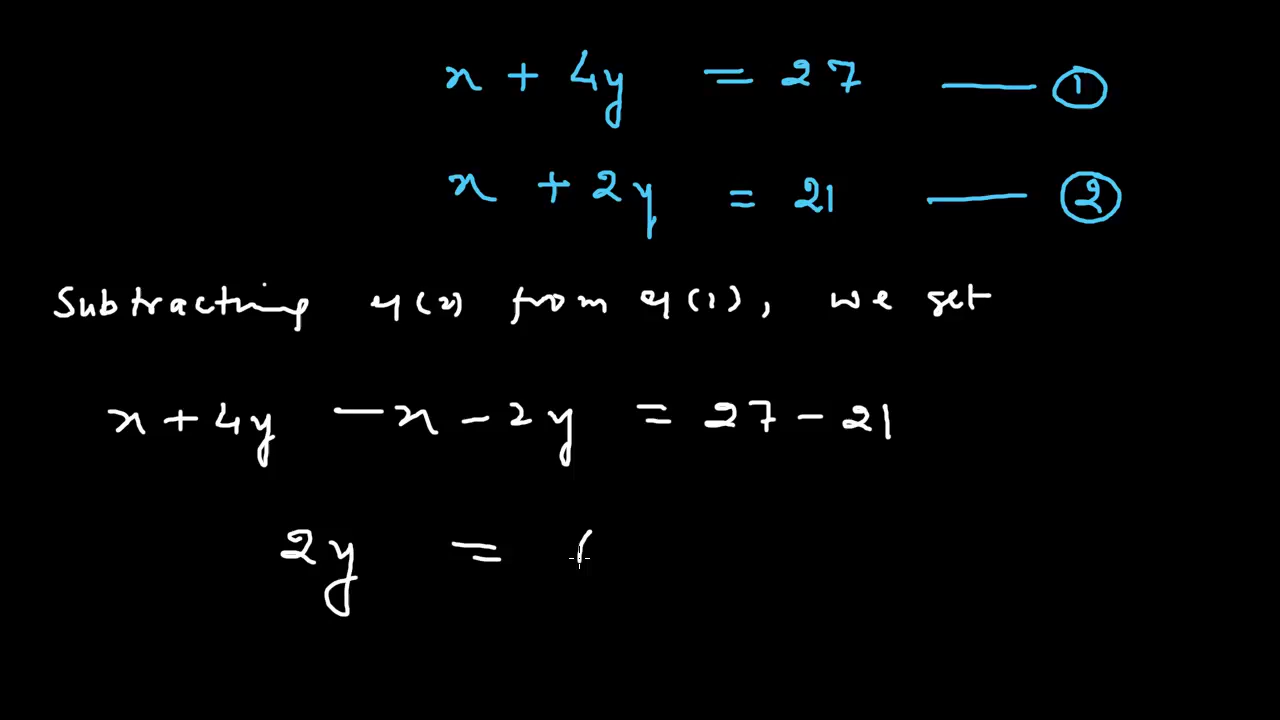 x + 4y = 27 —— ①
x + 2y = 21 —— ②
Subtracting eq (2) from eq (1), we get
x + 4y - x - 2y = 27 - 21
2y =